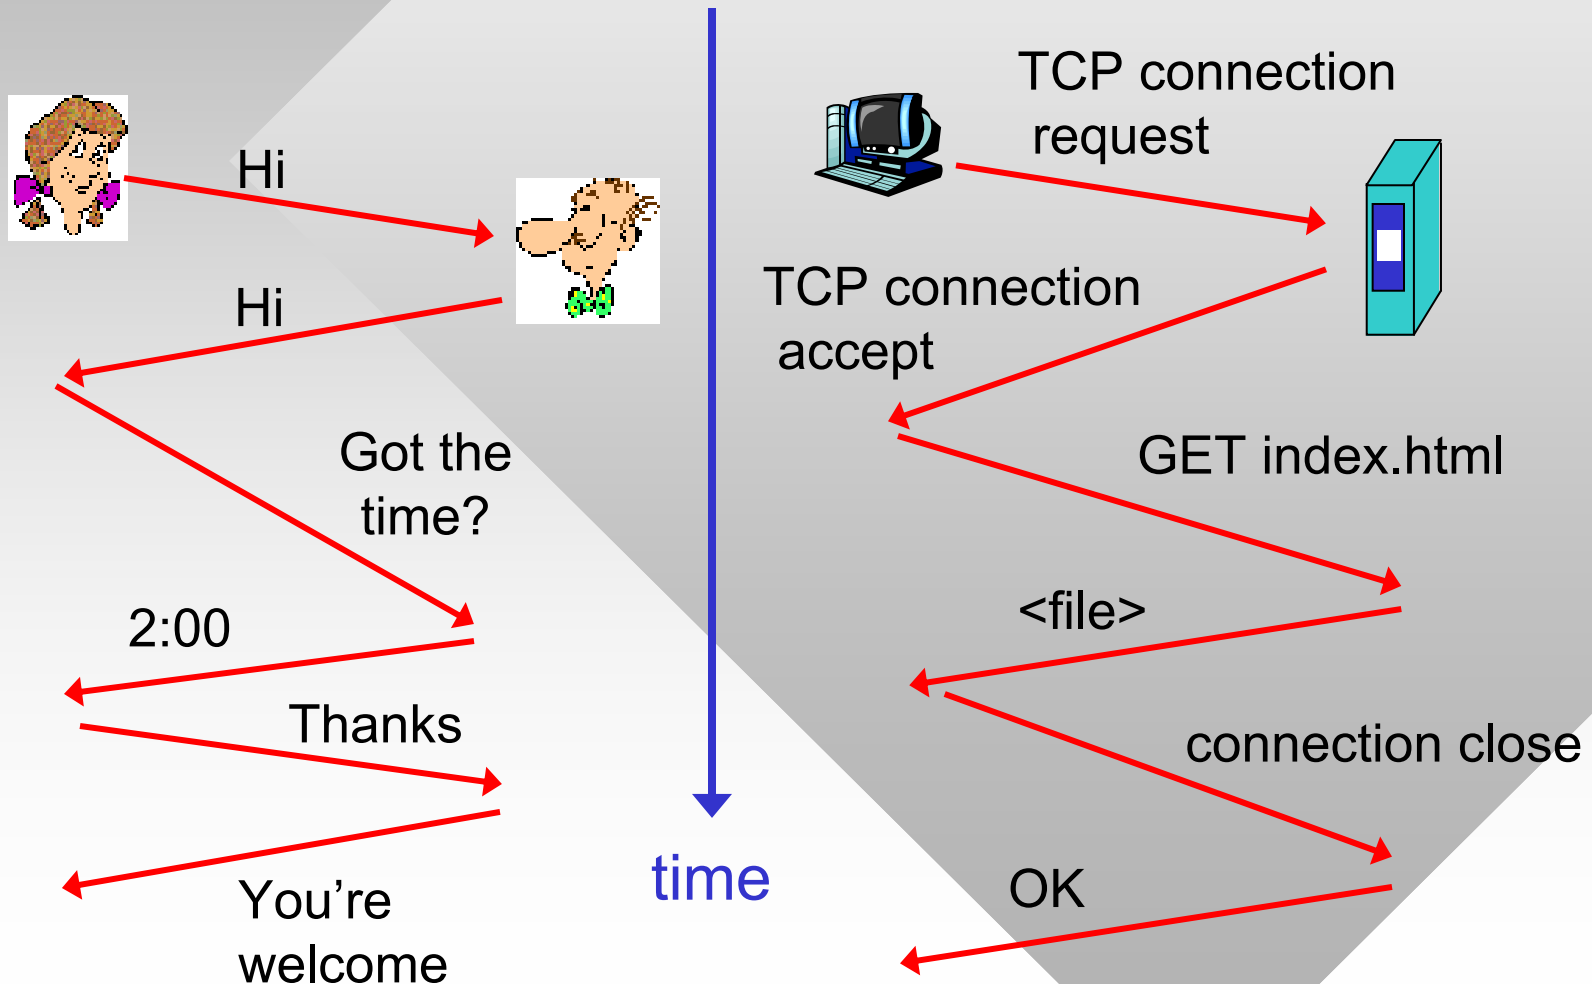 Hi
Hi
Got the
time?
2:00
Thanks
You’re
welcome
time
TCP connection
request
TCP connection
accept
GET index.html
<file>
connection close
OK